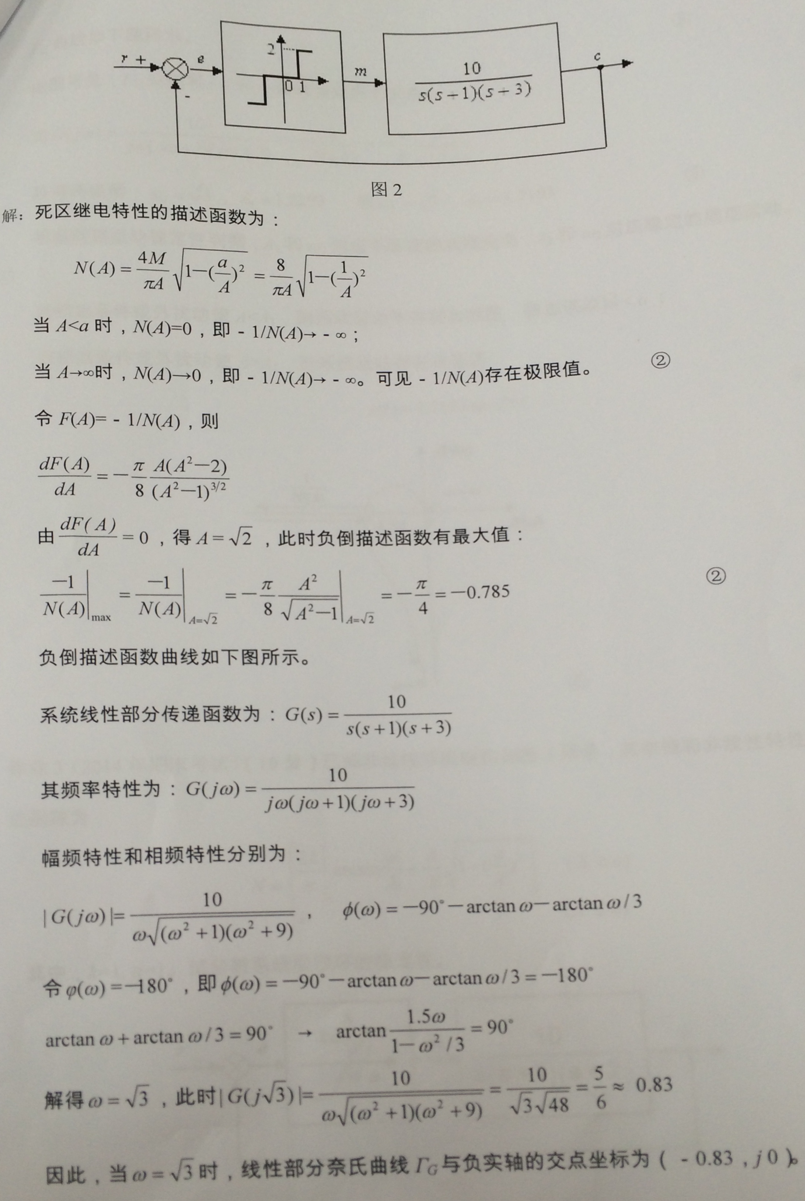 r + e 2 0 1 m 10/(s(s+1)(s+3)) c
-
图 2
解：死区继电特性的描述函数为：
N(A) = 4M/(πA) √(1−(a/A)²) = 8/(πA) √(1−(1/A)²)
当 A<a 时，N(A)=0，即 - 1/N(A)→ - ∞；
当 A→∞时，N(A)→0，即 - 1/N(A)→ - ∞。可见 - 1/N(A)存在极限值。 ②
令 F(A)= - 1/N(A)，则
dF(A)/dA = −π/8 A(A²−2)/(A²−1)^{3/2}
由 dF(A)/dA = 0，得 A = √2，此时负倒描述函数有最大值：
−1/N(A)|max = −1/N(A)|A=√2 = −π/8 A²/√(A²−1)|A=√2 = −π/4 = −0.785 ②
负倒描述函数曲线如下图所示。
系统线性部分传递函数为：G(s) = 10/(s(s+1)(s+3))
其频率特性为：G(jω) = 10/(jω(jω+1)(jω+3))
幅频特性和相频特性分别为：
|G(jω)|= 10/(ω√((ω²+1)(ω²+9)))， ϕ(ω) = −90°−arctan ω−arctan ω/3
令 φ(ω) =−180°，即 ϕ(ω) = −90°−arctan ω−arctan ω/3 = −180°
arctan ω + arctan ω/3 = 90° → arctan 1.5ω/(1−ω²/3) = 90°
解得 ω = √3，此时|G(j√3)|= 10/(ω√((ω²+1)(ω²+9))) = 10/(√3√48) = 5/6 ≈ 0.83
因此，当 ω = √3 时，线性部分奈氏曲线 Γ_G 与负实轴的交点坐标为（ - 0.83，j0）。